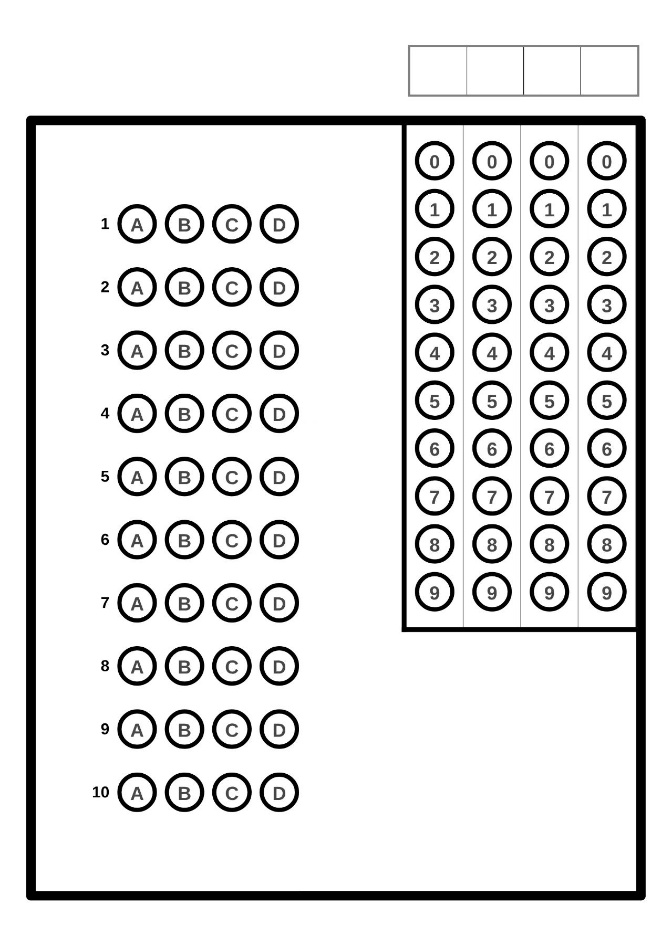 0 0 0 0
1 1 1 1
1 A B C D
2 2 2 2
2 A B C D
3 3 3 3
3 A B C D
4 4 4 4
4 A B C D
5 5 5 5
5 A B C D
6 6 6 6
6 A B C D
7 7 7 7
7 A B C D
8 8 8 8
9 9 9 9
8 A B C D
9 A B C D
10 A B C D